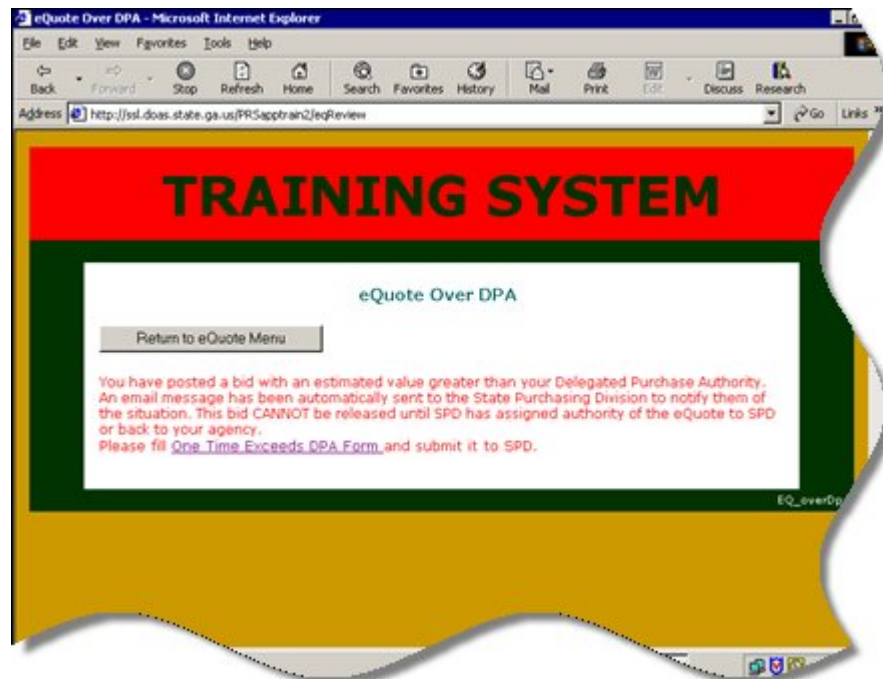 eQuote Over DPA - Microsoft Internet Explorer
File Edit View Favorites Tools Help
Back Forward Stop Refresh Home Search Favorites History Mail Print Edit Discuss Research
Address http://ssl.doas.state.ga.us/PRSapptrain2/eqReview Go Links
TRAINING SYSTEM
eQuote Over DPA
Return to eQuote Menu
You have posted a bid with an estimated value greater than your Delegated Purchase Authority.
An email message has been automatically sent to the State Purchasing Division to notify them of
the situation. This bid CANNOT be released until SPD has assigned authority of the eQuote to SPD
or back to your agency.
Please fill One Time Exceeds DPA Form and submit it to SPD.
EQ_overDp